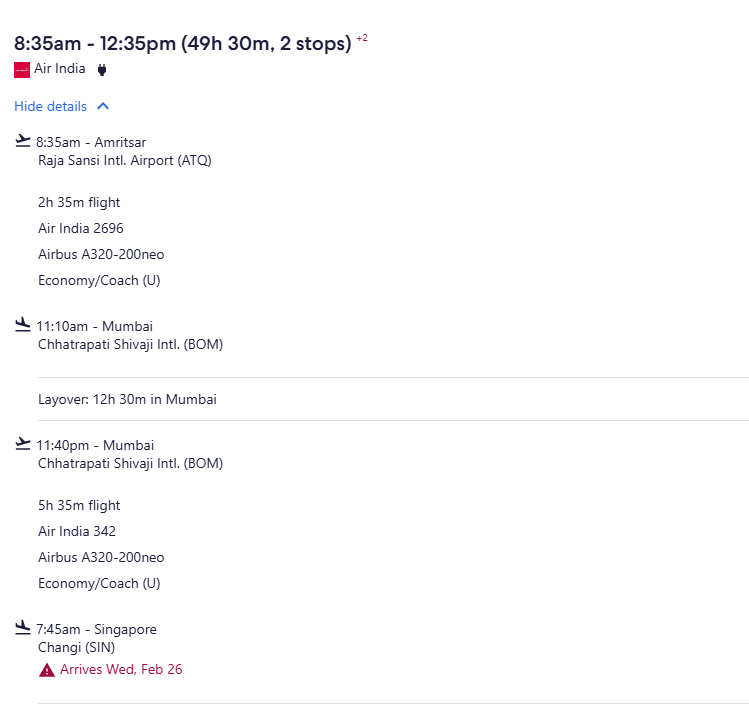 8:35am - 12:35pm (49h 30m, 2 stops) +2
Air India
Hide details
8:35am - Amritsar
Raja Sansi Intl. Airport (ATQ)
2h 35m flight
Air India 2696
Airbus A320-200neo
Economy/Coach (U)
11:10am - Mumbai
Chhatrapati Shivaji Intl. (BOM)
Layover: 12h 30m in Mumbai
11:40pm - Mumbai
Chhatrapati Shivaji Intl. (BOM)
5h 35m flight
Air India 342
Airbus A320-200neo
Economy/Coach (U)
7:45am - Singapore
Changi (SIN)
Arrives Wed, Feb 26